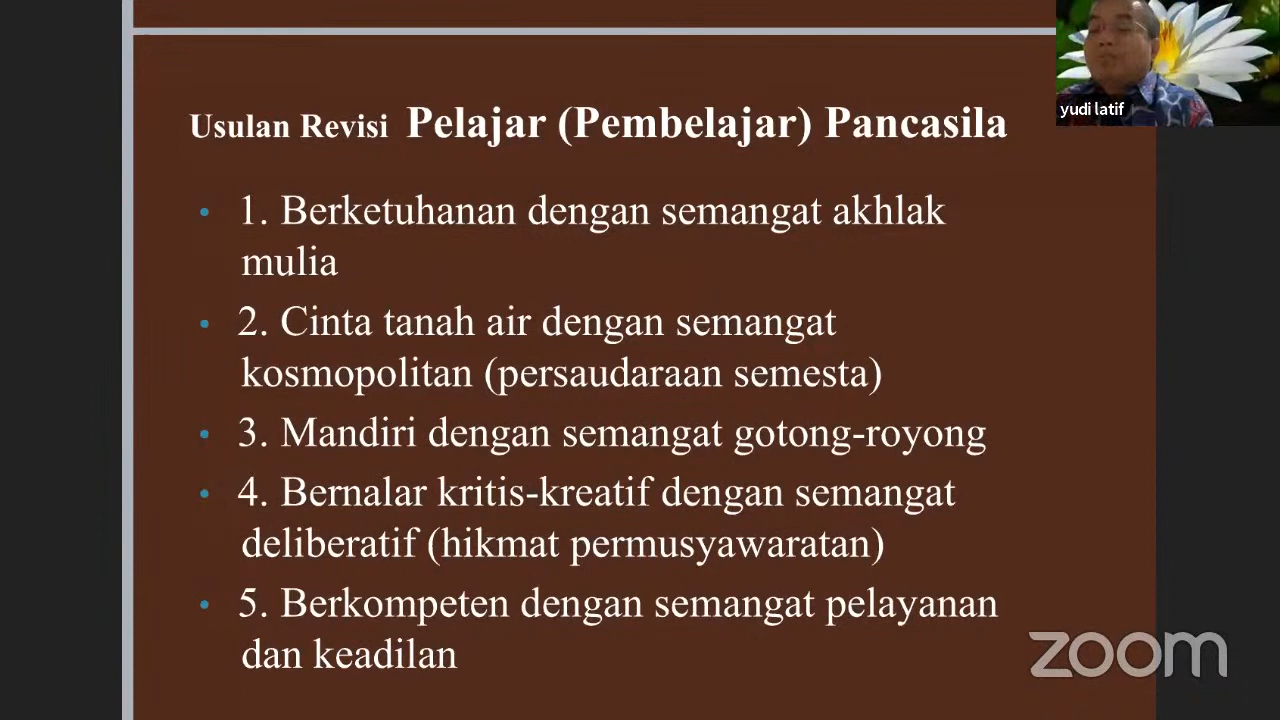 yudi latif
Usulan Revisi Pelajar (Pembelajar) Pancasila
• 1. Berketuhanan dengan semangat akhlak
mulia
• 2. Cinta tanah air dengan semangat
kosmopolitan (persaudaraan semesta)
• 3. Mandiri dengan semangat gotong-royong
• 4. Bernalar kritis-kreatif dengan semangat
deliberatif (hikmat permusyawaratan)
• 5. Berkompeten dengan semangat pelayanan
dan keadilan
zoom